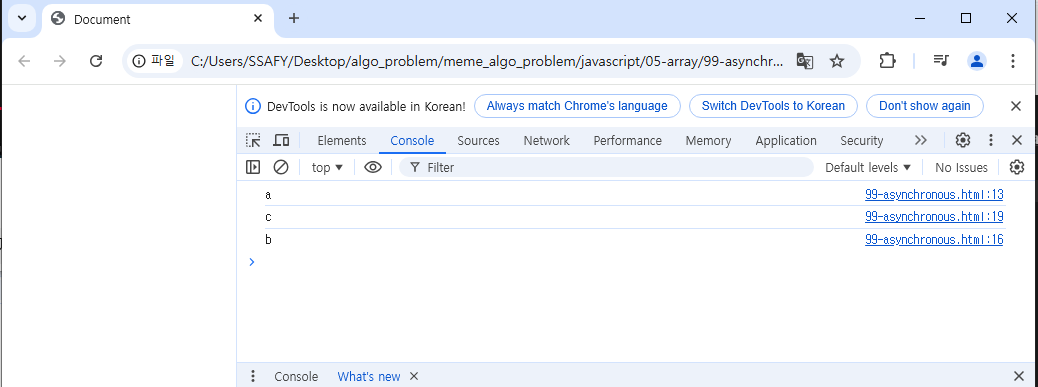 Document
파일 C:/Users/SSAFY/Desktop/algo_problem/meme_algo_problem/javascript/05-array/99-asynchr...
DevTools is now available in Korean! Always match Chrome's language Switch DevTools to Korean Don't show again
Elements Console Sources Network Performance Memory Application Security
top Filter Default levels No Issues
a 99-asynchronous.html:13
c 99-asynchronous.html:19
b 99-asynchronous.html:16
Console What's new